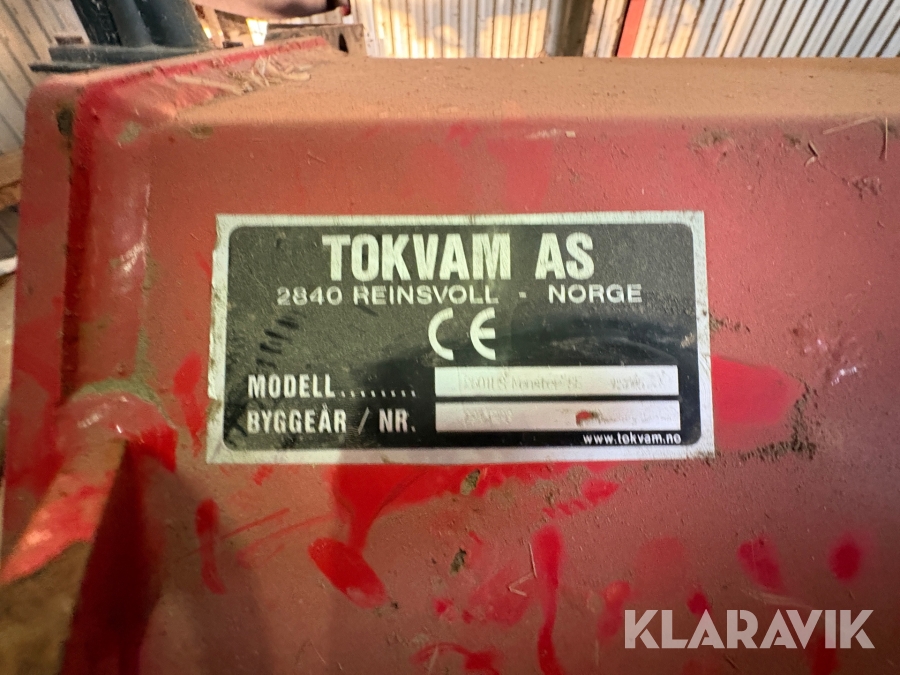 TOKVAM AS
2840 REINSVOLL - NORGE
CE
MODELL........
BYGGEÅR / NR.
www.tokvam.no
KLARAVIK